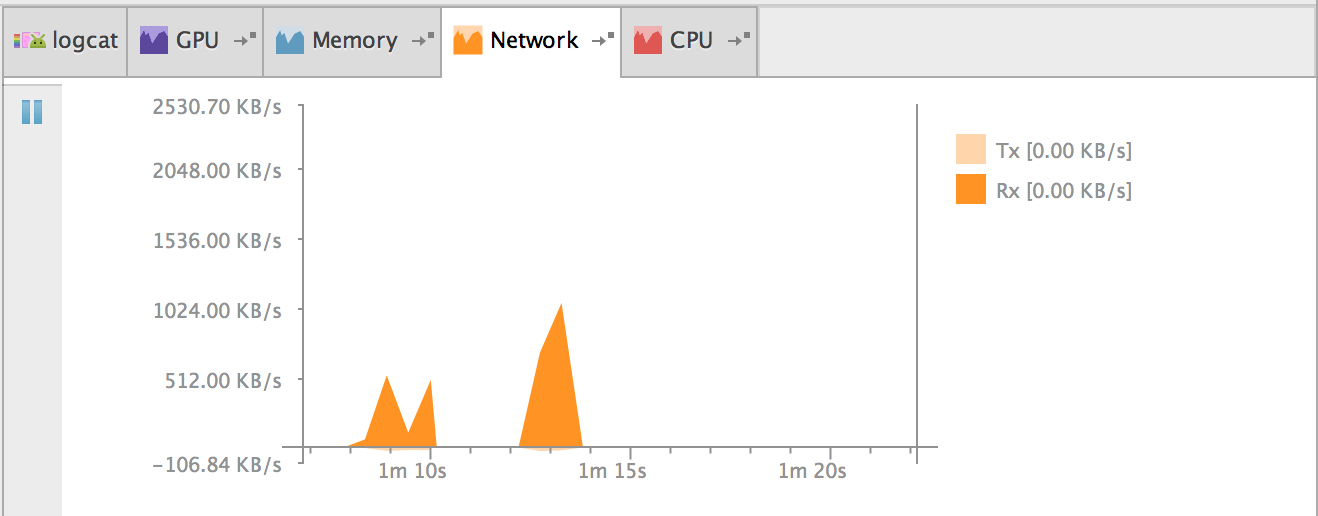 logcat GPU Memory Network CPU
2530.70 KB/s
2048.00 KB/s
1536.00 KB/s
1024.00 KB/s
512.00 KB/s
−106.84 KB/s
1m 10s 1m 15s 1m 20s
Tx [0.00 KB/s]
Rx [0.00 KB/s]